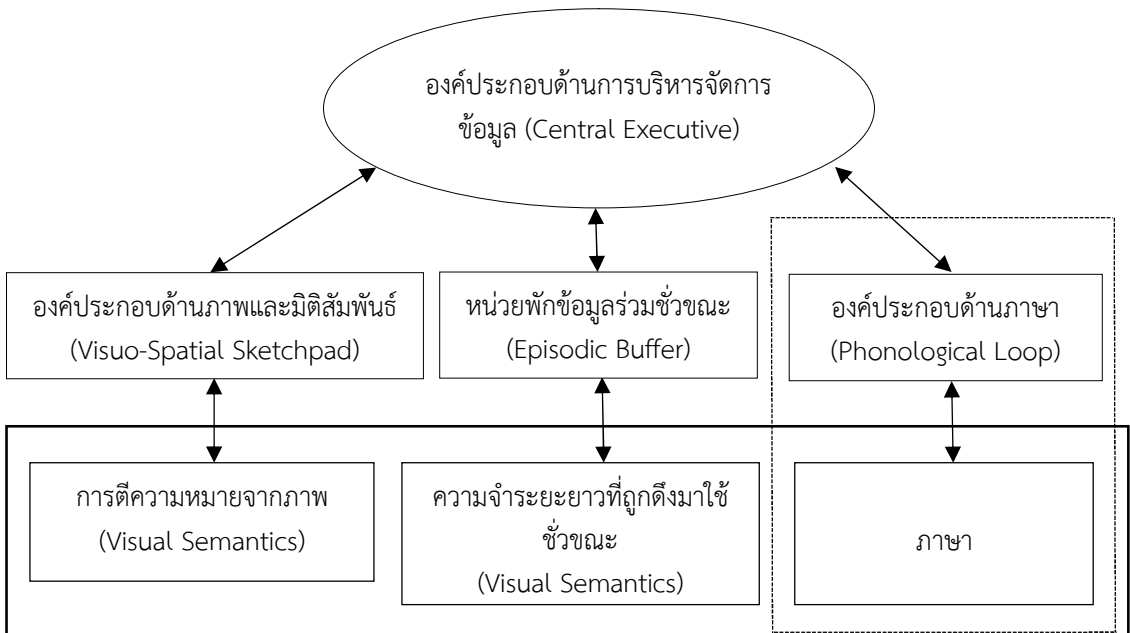 องค์ประกอบด้านการบริหารจัดการ
ข้อมูล (Central Executive)
องค์ประกอบด้านภาพและมิติสัมพันธ์
(Visuo-Spatial Sketchpad)
หน่วยพักข้อมูลร่วมชั่วขณะ
(Episodic Buffer)
องค์ประกอบด้านภาษา
(Phonological Loop)
การตีความหมายจากภาพ
(Visual Semantics)
ความจำระยะยาวที่ถูกดึงมาใช้
ชั่วขณะ
(Visual Semantics)
ภาษา